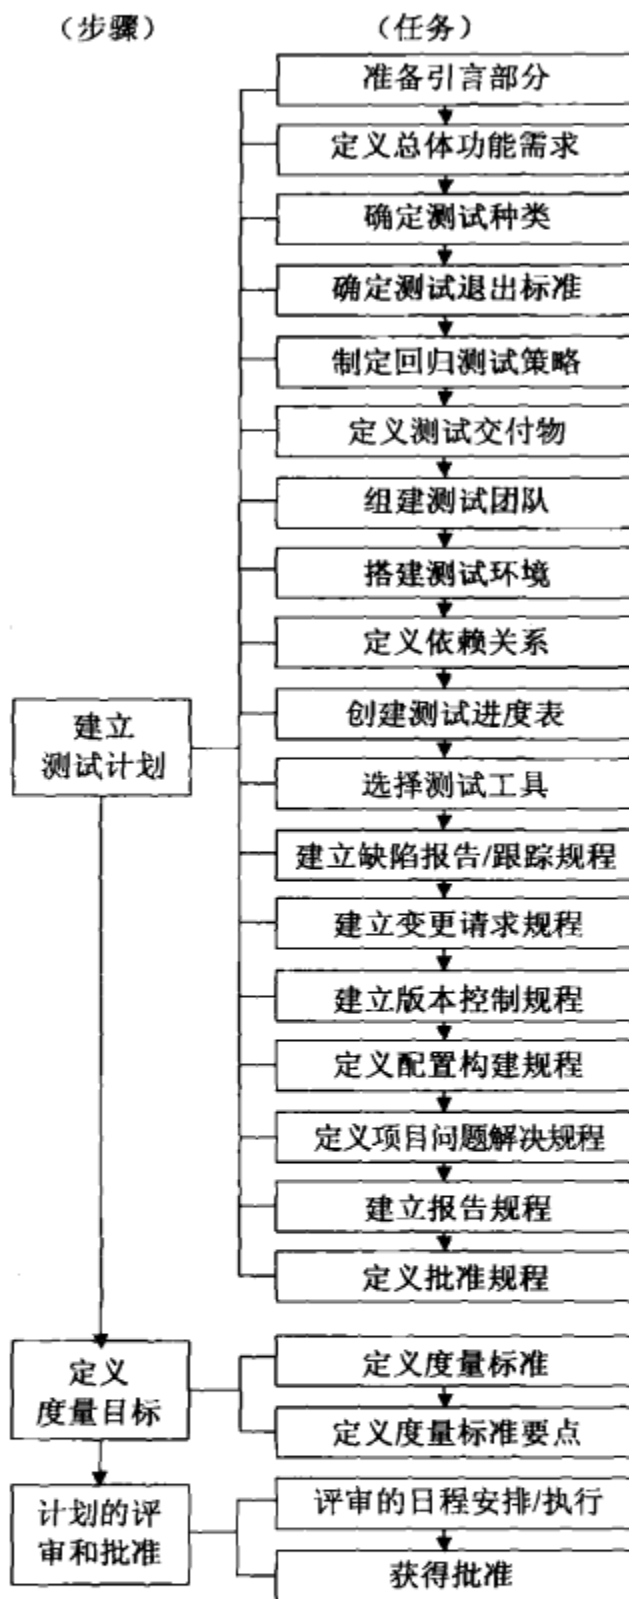 （步骤）
（任务）
准备引言部分
定义总体功能需求
确定测试种类
确定测试退出标准
制定回归测试策略
定义测试交付物
组建测试团队
搭建测试环境
定义依赖关系
建立
测试计划
创建测试进度表
选择测试工具
建立缺陷报告/跟踪规程
建立变更请求规程
建立版本控制规程
定义配置构建规程
定义项目问题解决规程
建立报告规程
定义批准规程
定义
度量目标
定义度量标准
定义度量标准要点
计划的评
审和批准
评审的日程安排/执行
获得批准